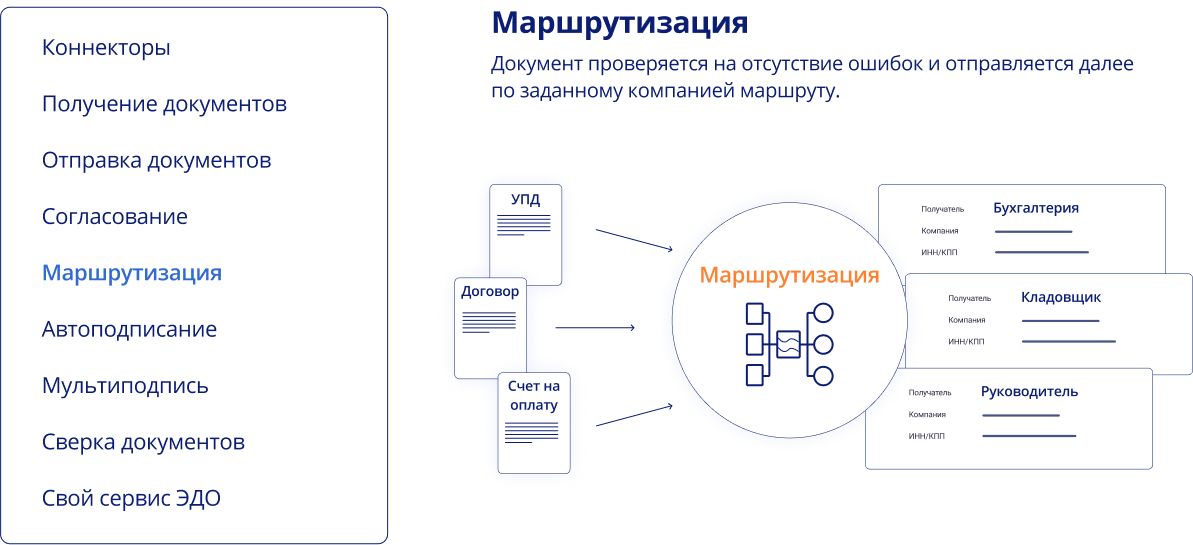 Коннекторы
Получение документов
Отправка документов
Согласование
Маршрутизация
Автоподписание
Мультиподпись
Сверка документов
Свой сервис ЭДО
Маршрутизация
Документ проверяется на отсутствие ошибок и отправляется далее
по заданному компанией маршруту.
УПД
Договор
Счет на
оплату
Маршрутизация
Получатель Бухгалтерия
Компания
ИНН/КПП
Получатель Кладовщик
Компания
ИНН/КПП
Получатель Руководитель
Компания
ИНН/КПП